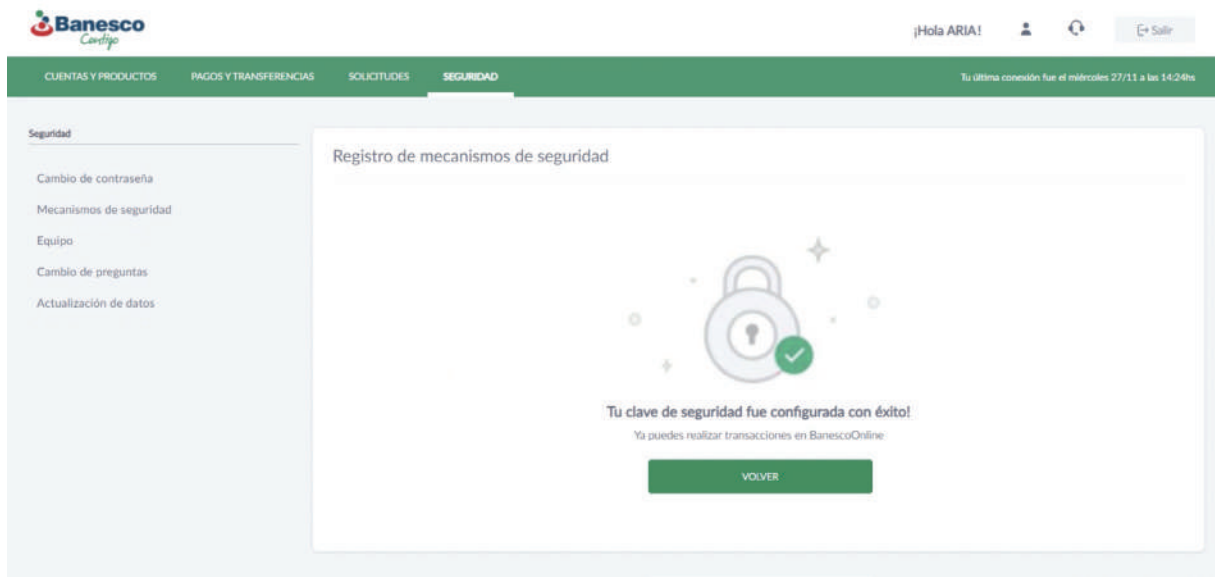 Banesco
Contigo
¡Hola ARIA!
Salir
CUENTAS Y PRODUCTOS
PAGOS Y TRANSFERENCIAS
SOLICITUDES
SEGURIDAD
Tu última conexión fue el miércoles 27/11 a las 14:24hs
Seguridad
Cambio de contraseña
Mecanismos de seguridad
Equipo
Cambio de preguntas
Actualización de datos
Registro de mecanismos de seguridad
Tu clave de seguridad fue configurada con éxito!
Ya puedes realizar transacciones en BanescoOnline
VOLVER